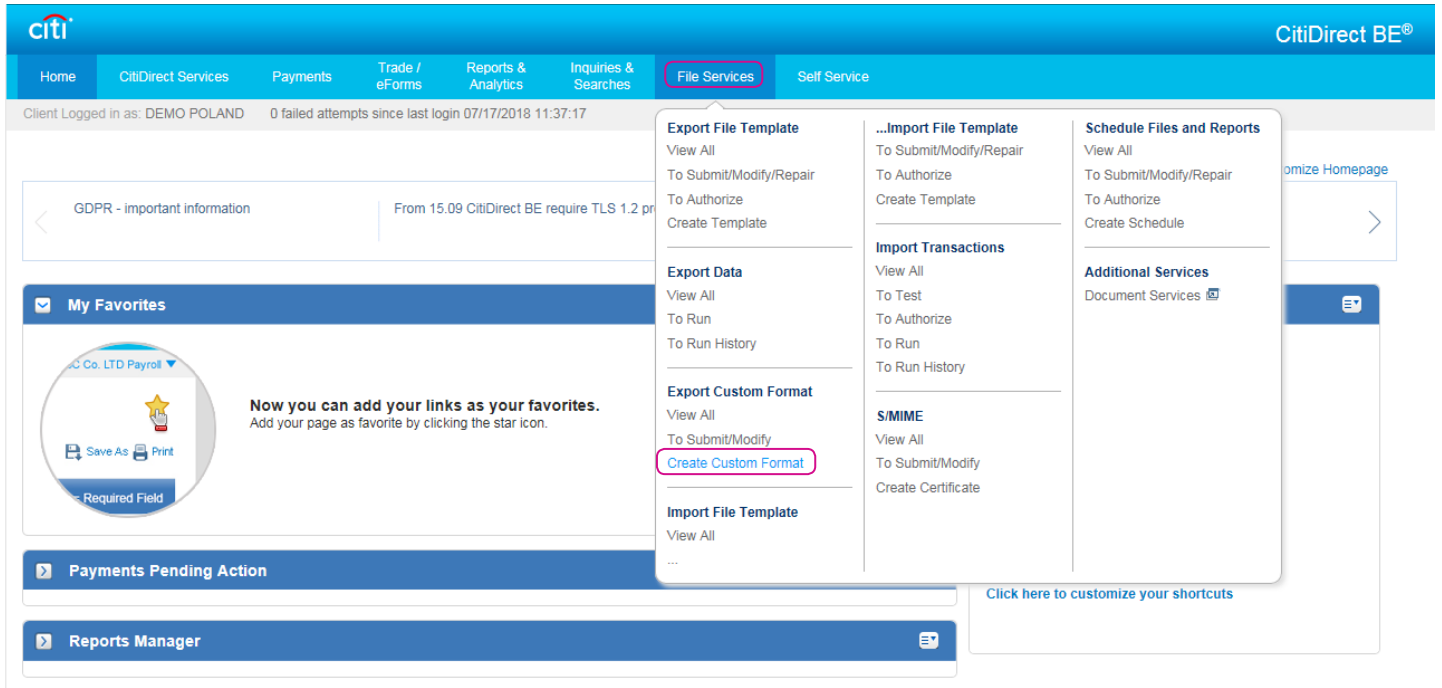 citi
CitiDirect BE®
Home
CitiDirect Services
Payments
Trade /
eForms
Reports &
Analytics
Inquiries &
Searches
File Services
Self Service
Client Logged in as: DEMO POLAND
0 failed attempts since last login 07/17/2018 11:37:17
omize Homepage
GDPR - important information
From 15.09 CitiDirect BE require TLS 1.2 pr
Export File Template
View All
To Submit/Modify/Repair
To Authorize
Create Template
Export Data
View All
To Run
To Run History
Export Custom Format
View All
To Submit/Modify
Create Custom Format
Import File Template
View All
...
...Import File Template
To Submit/Modify/Repair
To Authorize
Create Template
Import Transactions
View All
To Test
To Authorize
To Run
To Run History
S/MIME
View All
To Submit/Modify
Create Certificate
Schedule Files and Reports
View All
To Submit/Modify/Repair
To Authorize
Create Schedule
Additional Services
Document Services
My Favorites
Co. LTD Payroll
Save As
Print
= Required Field
Now you can add your links as your favorites.
Add your page as favorite by clicking the star icon.
Payments Pending Action
Click here to customize your shortcuts
Reports Manager